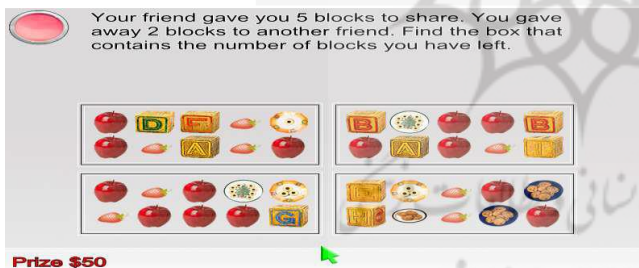 Your friend gave you 5 blocks to share. You gave
away 2 blocks to another friend. Find the box that
contains the number of blocks you have left.
D
A
B
B
A
G
Prize $50